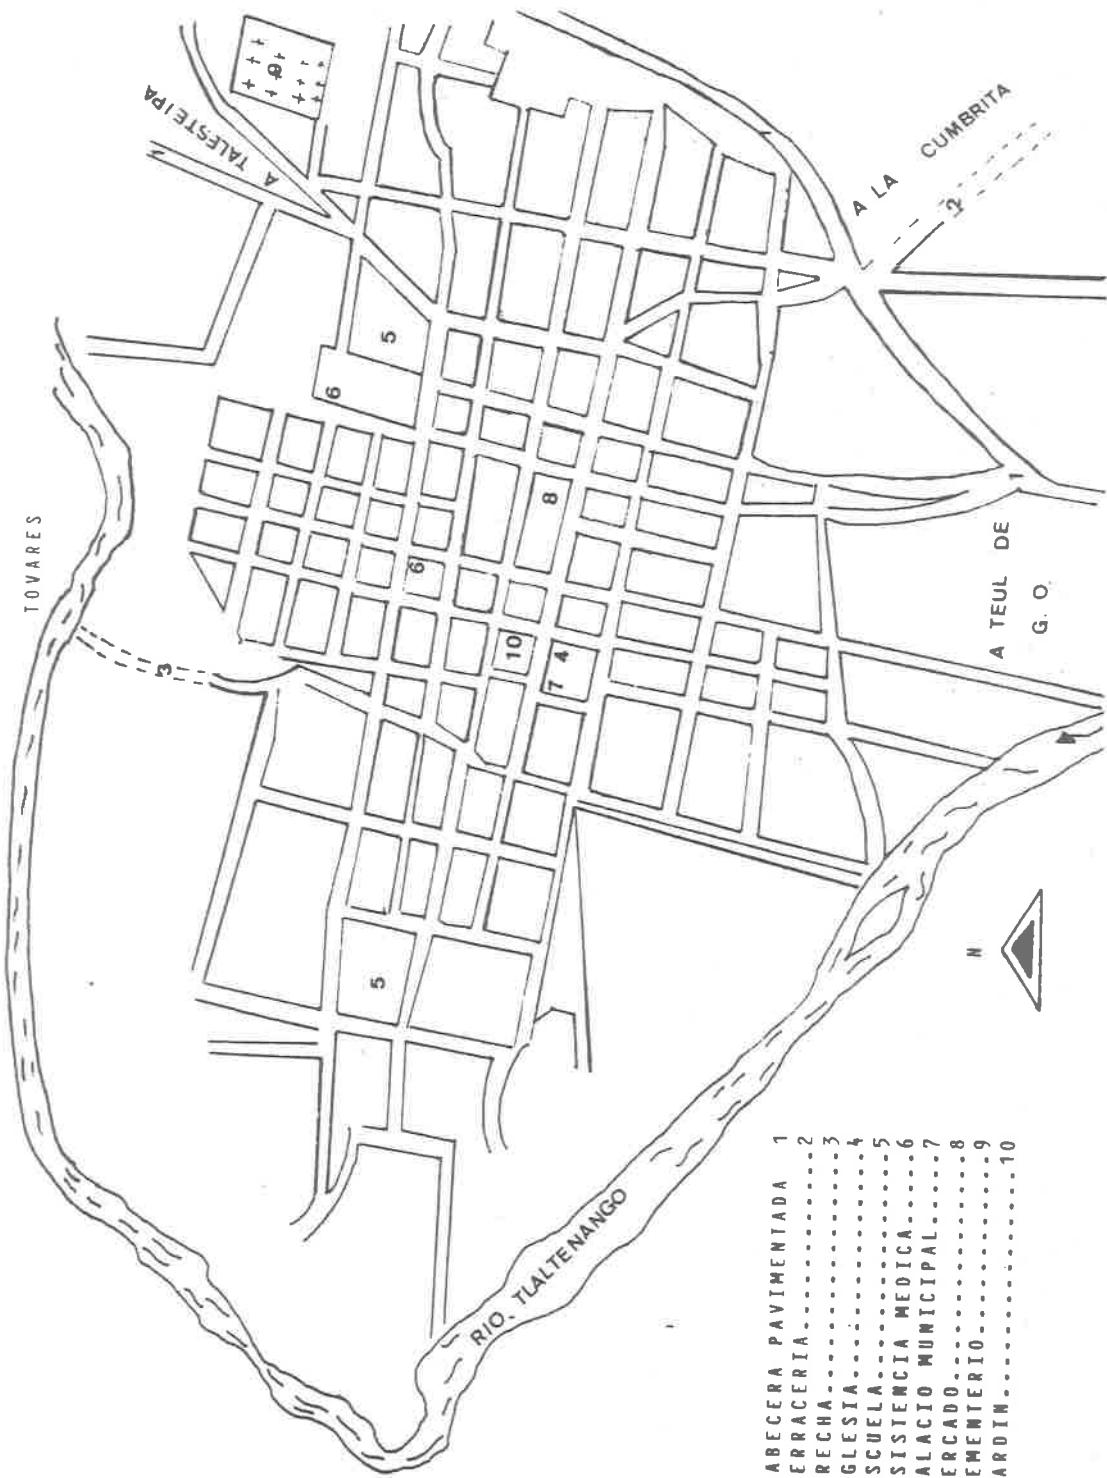 TOVARES
A TALESTEIPA
9
5
6
A LA CUMBRITA
2
6
8
3
10
7 4
1
A TEUL DE
G. O.
5
N
RIO. TLALTENANGO
ABECERA PAVIMENTADA 1
ERRACERIA............2
RECHA................3
GLESIA...............4
SCUELA...............5
SISTENCIA MEDICA.....6
ALACIO MUNICIPAL.....7
ERCADO...............8
EMENTERIO............9
ARDIN................10